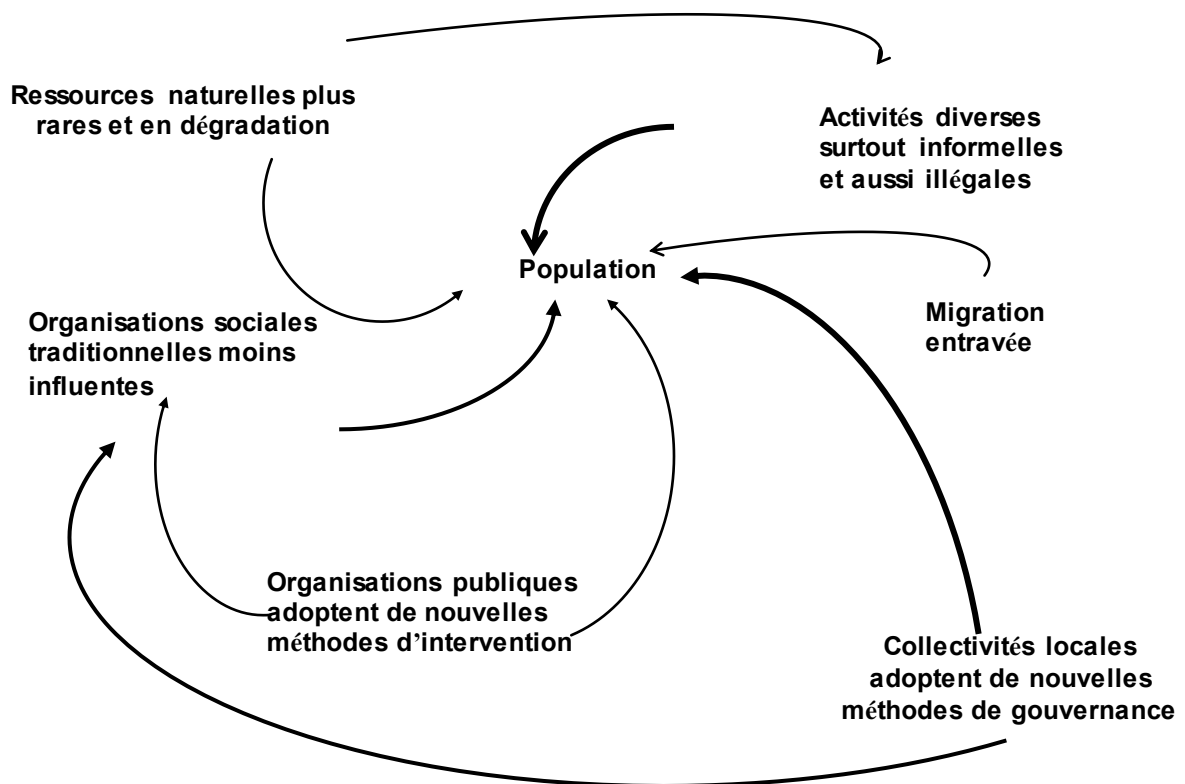 Ressources naturelles plus
rares et en dégradation
Activités diverses
surtout informelles
et aussi illégales
Population
Organisations sociales
traditionnelles moins
influentes
Migration
entravée
Organisations publiques
adoptent de nouvelles
méthodes d'intervention
Collectivités locales
adoptent de nouvelles
méthodes de gouvernance